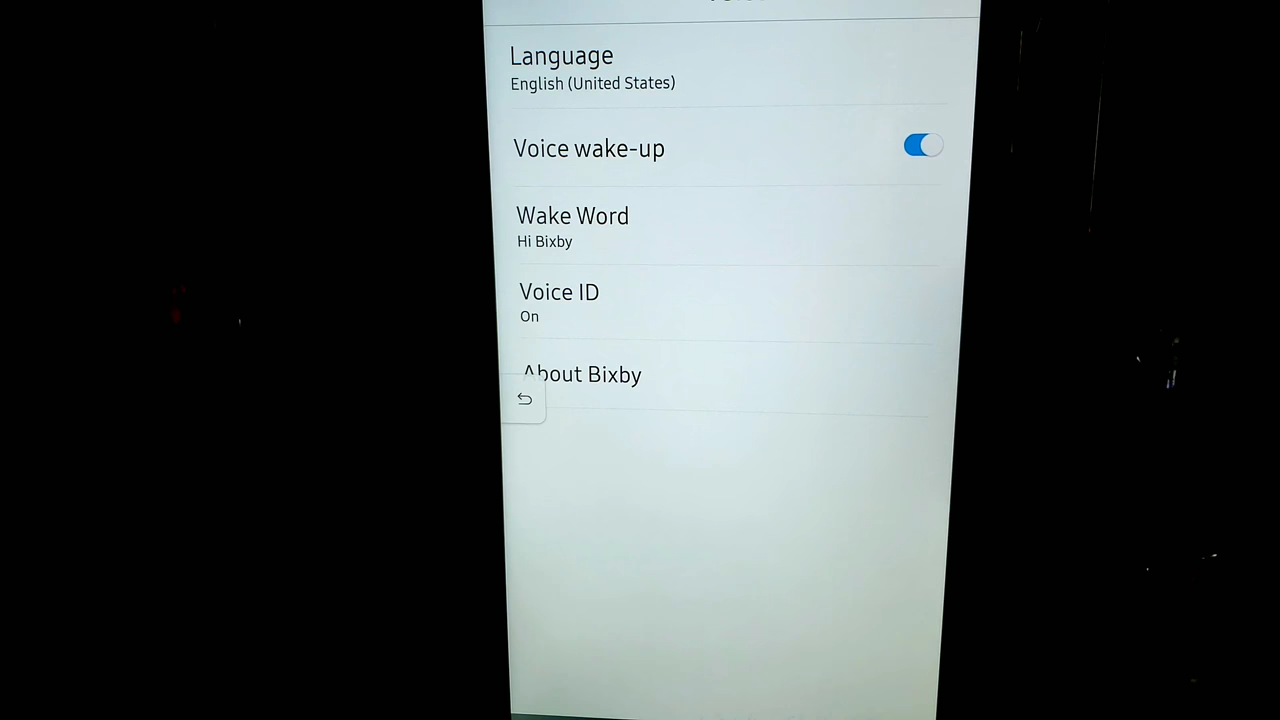 Language
English (United States)
Voice wake-up
Wake Word
Hi Bixby
Voice ID
On
About Bixby